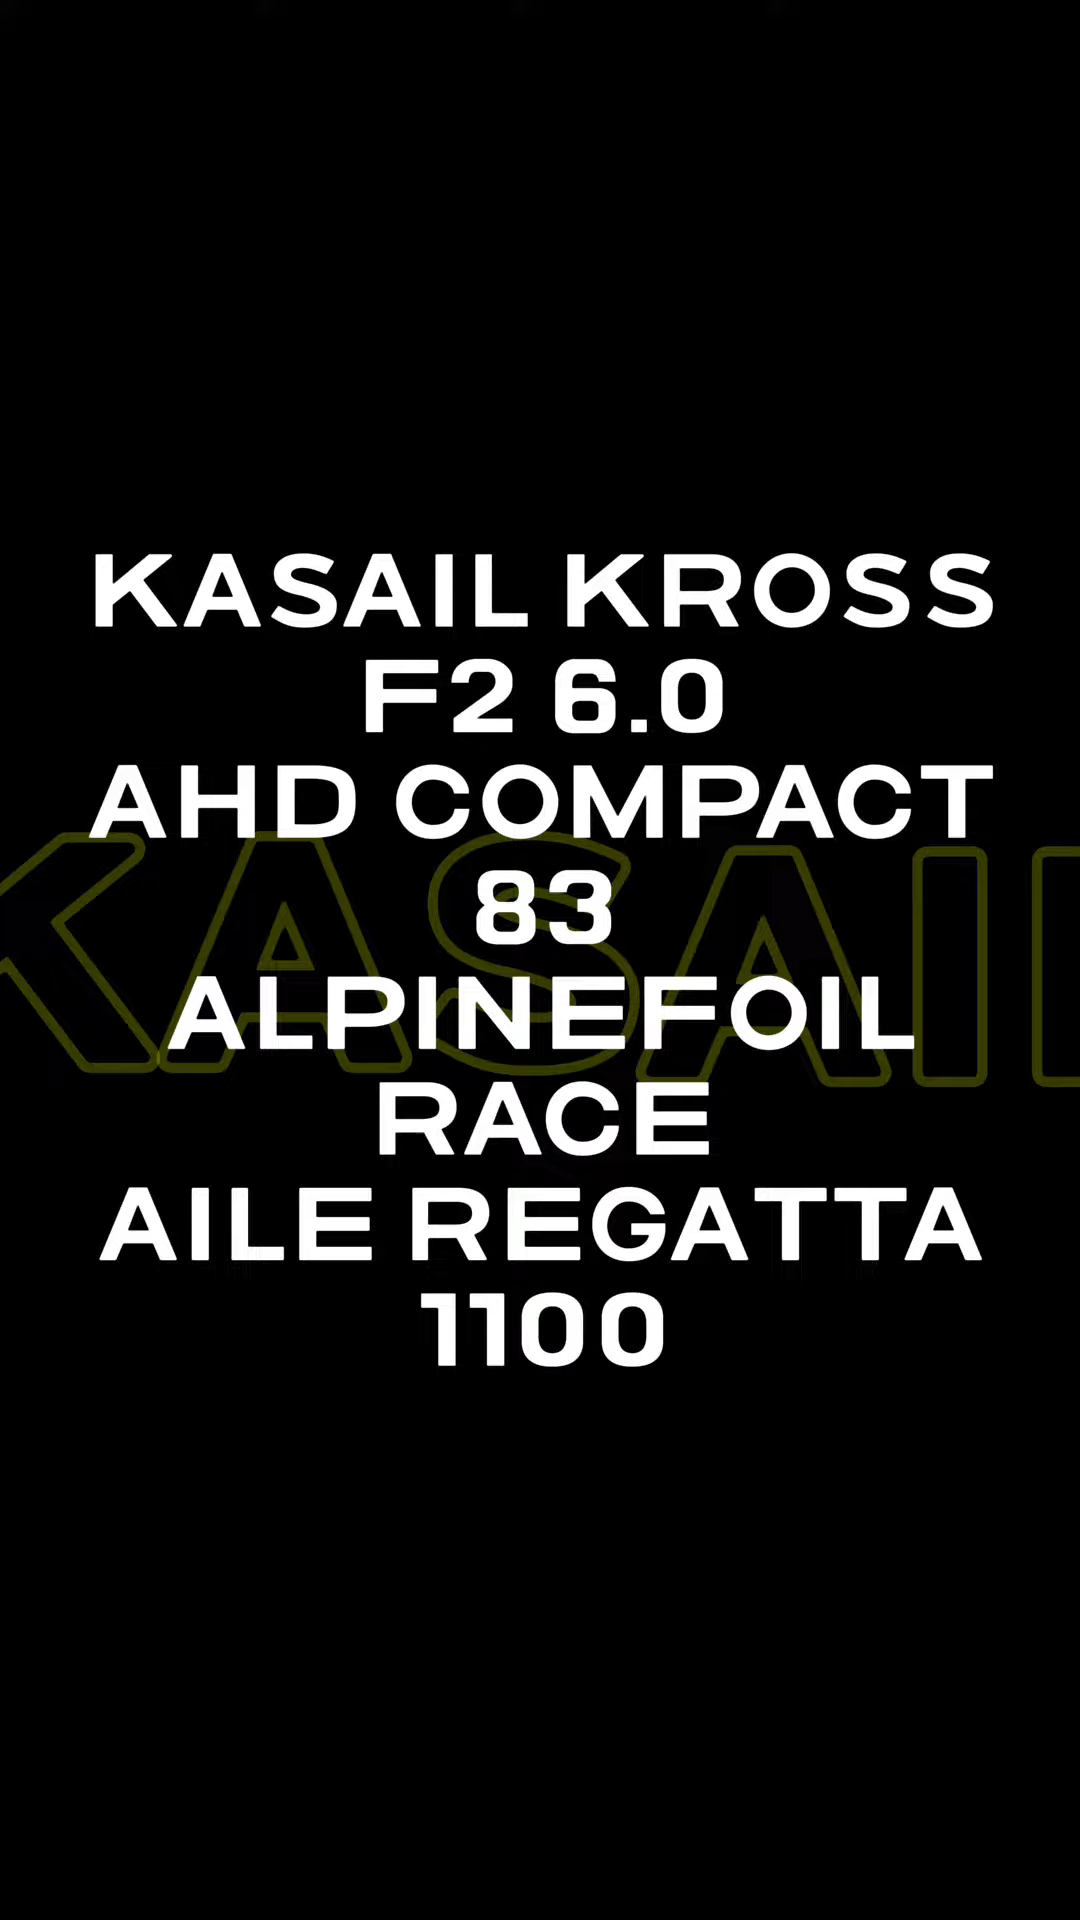 KASAIL KROSS
F2 6.0
AHD COMPACT
83
ALPINEFOIL
RACE
AILE REGATTA
1100
KASAIL